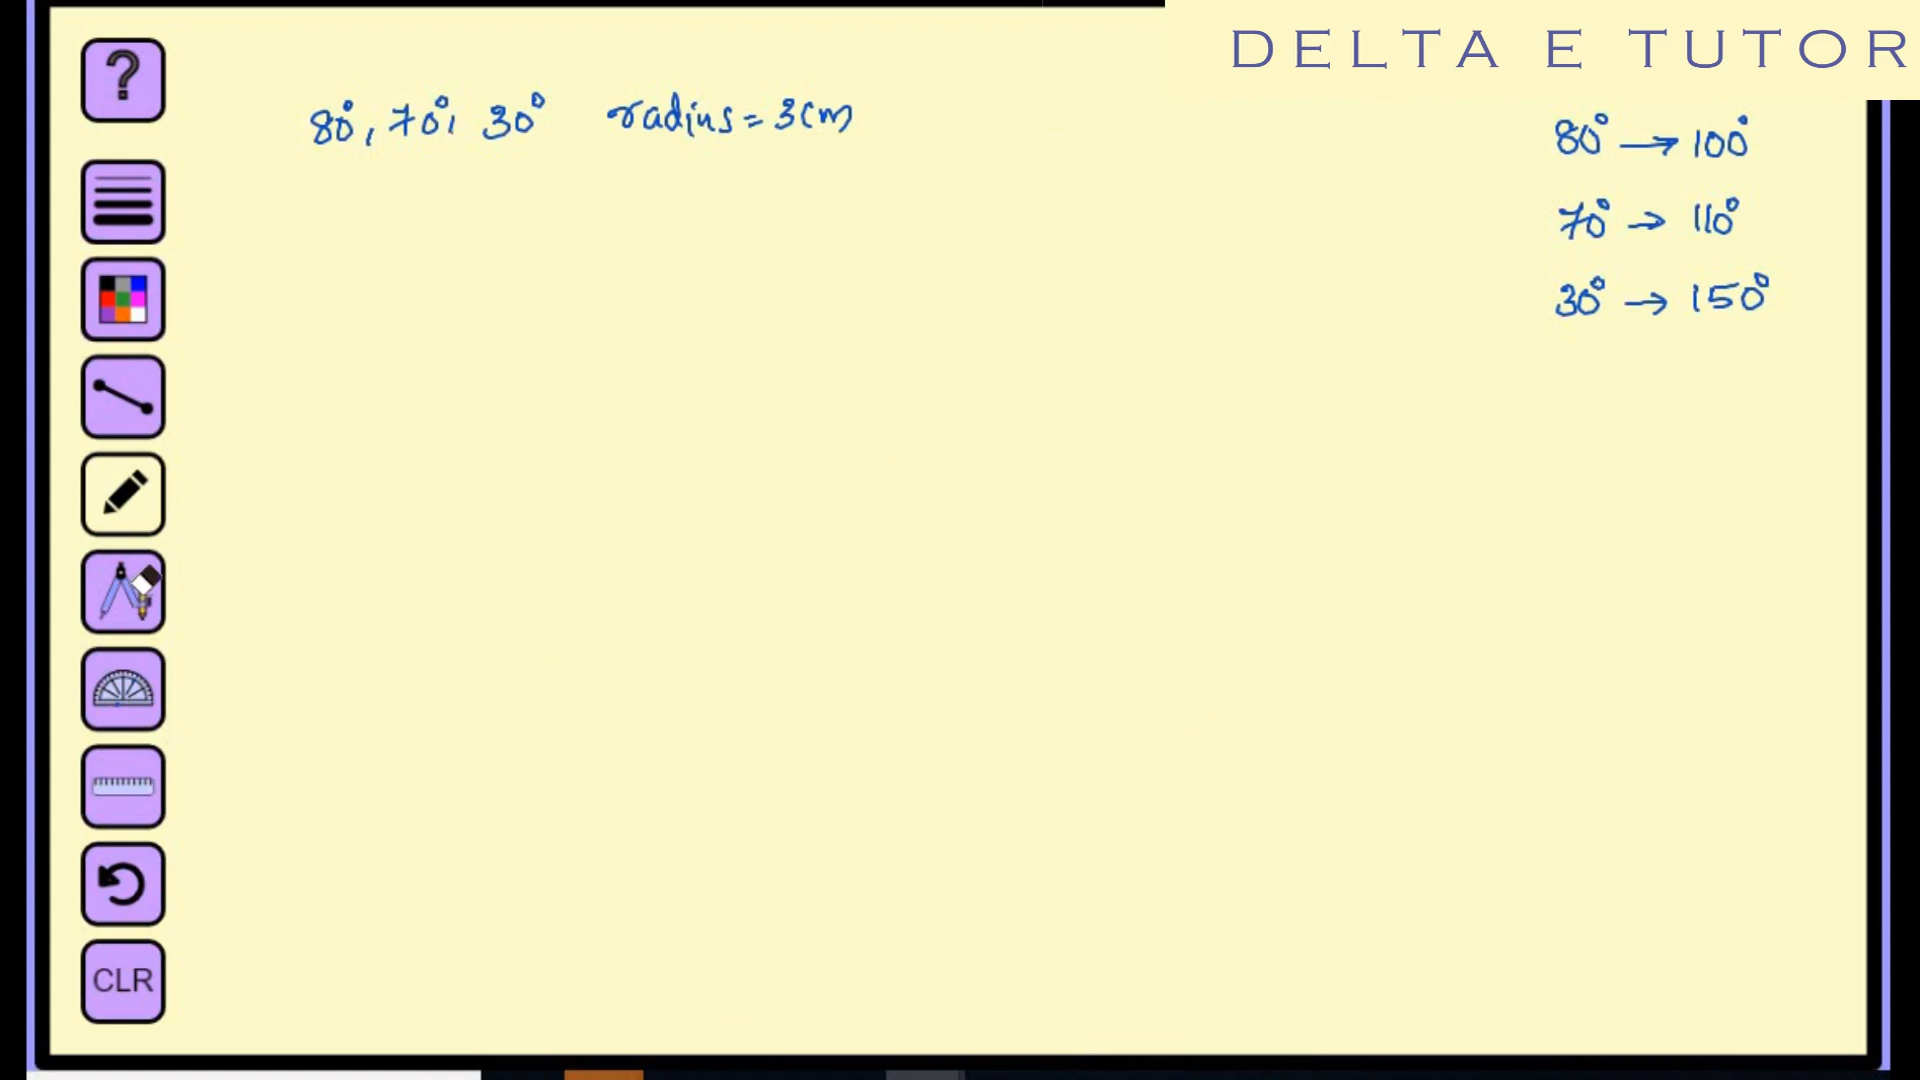 DELTA E TUTOR
80°, 70°, 30° radius = 3cm
80° → 100°
70° → 110°
30° → 150°
?
CLR